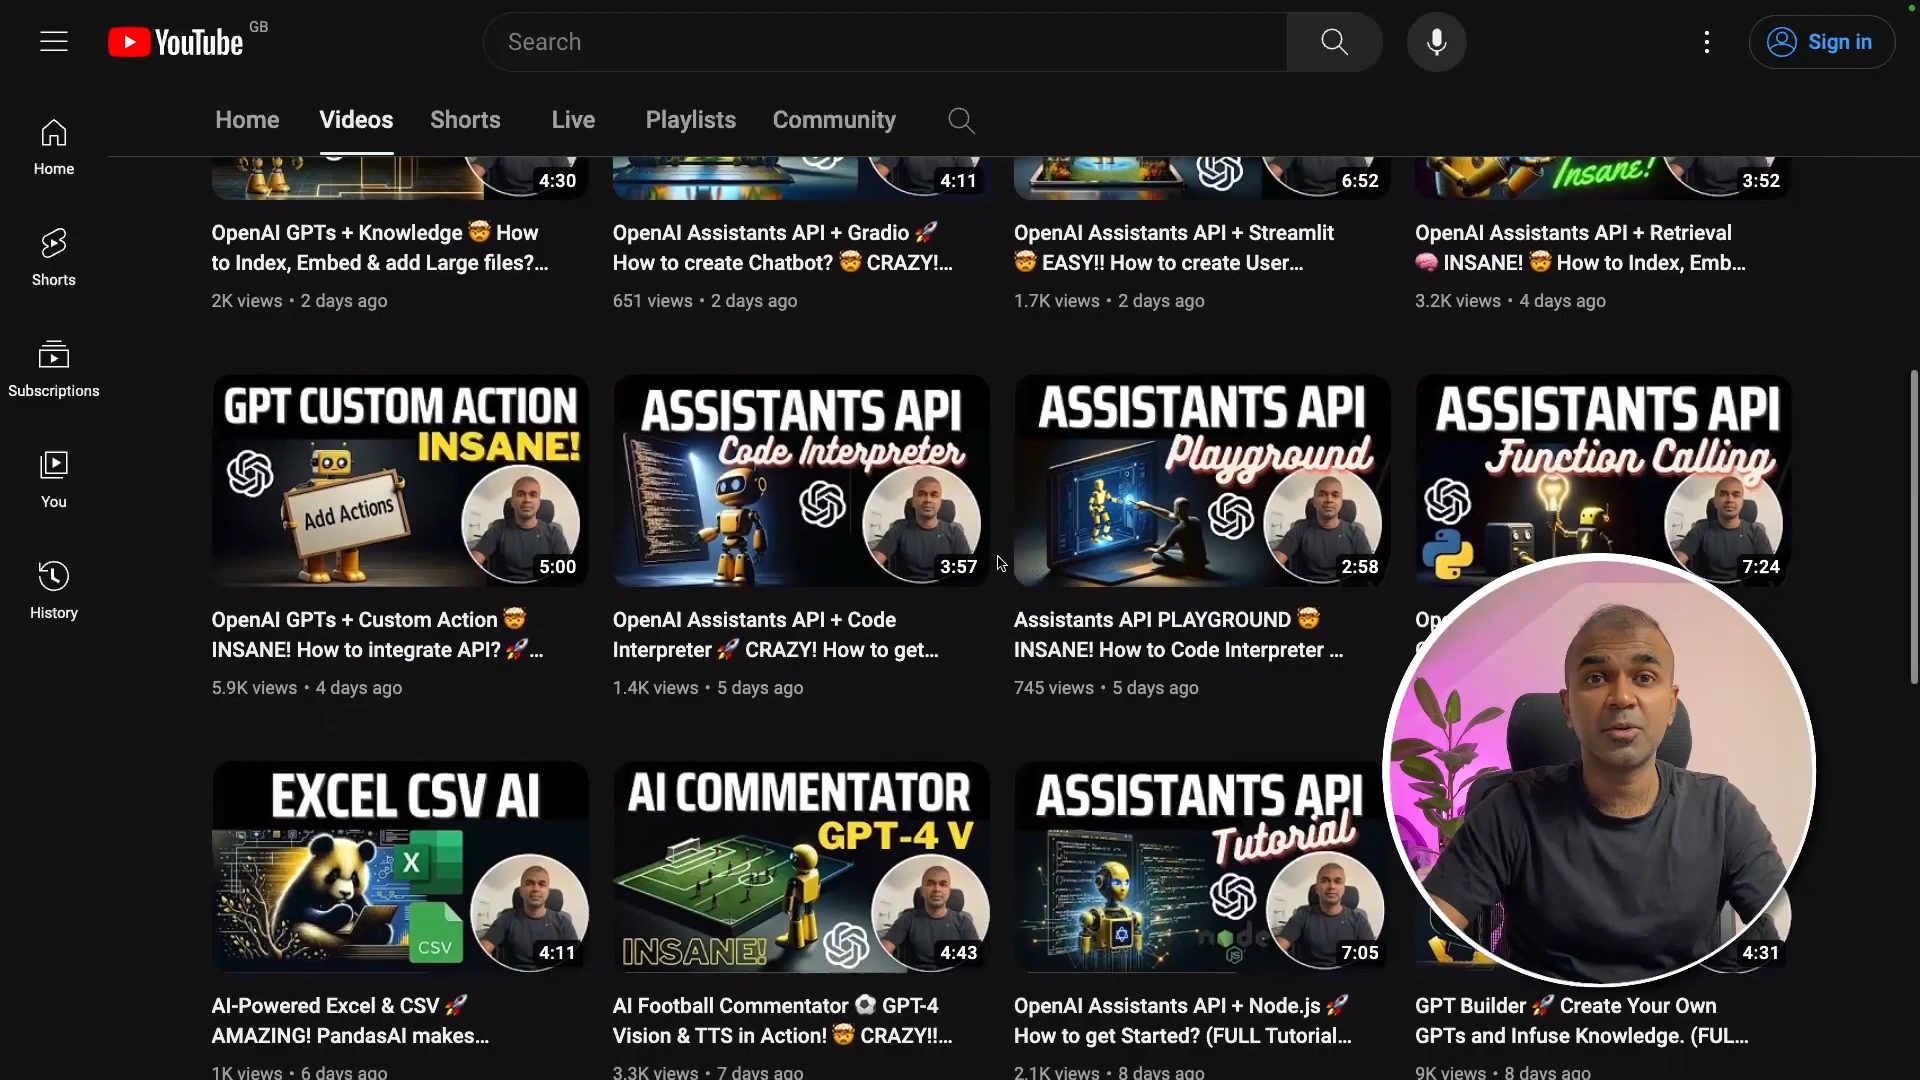 YouTube GB
Search
Sign in
Home
Videos
Shorts
Live
Playlists
Community
Home
Shorts
Subscriptions
You
History
4:30
4:11
6:52
Insane!
3:52
OpenAI GPTs + Knowledge 🤯 How
to Index, Embed & add Large files?...
2K views • 2 days ago
OpenAI Assistants API + Gradio 🚀
How to create Chatbot? 🤯 CRAZY!...
651 views • 2 days ago
OpenAI Assistants API + Streamlit
🤯 EASY!! How to create User...
1.7K views • 2 days ago
OpenAI Assistants API + Retrieval
🧠 INSANE! 🤯 How to Index, Emb...
3.2K views • 4 days ago
GPT CUSTOM ACTION
INSANE!
Add Actions
5:00
ASSISTANTS API
Code Interpreter
3:57
ASSISTANTS API
Playground
2:58
ASSISTANTS API
Function Calling
7:24
OpenAI GPTs + Custom Action 🤯
INSANE! How to integrate API? 🚀...
5.9K views • 4 days ago
OpenAI Assistants API + Code
Interpreter 🚀 CRAZY! How to get...
1.4K views • 5 days ago
Assistants API PLAYGROUND 🤯
INSANE! How to Code Interpreter ...
745 views • 5 days ago
EXCEL CSV AI
X
CSV
4:11
AI COMMENTATOR
GPT-4 V
INSANE!
4:43
ASSISTANTS API
Tutorial
node
JS
7:05
4:31
AI-Powered Excel & CSV 🚀
AMAZING! PandasAI makes...
1K views • 6 days ago
AI Football Commentator ⚽ GPT-4
Vision & TTS in Action! 🤯 CRAZY!!...
3.3K views • 7 days ago
OpenAI Assistants API + Node.js 🚀
How to get Started? (FULL Tutorial...
2.1K views • 8 days ago
GPT Builder 🚀 Create Your Own
GPTs and Infuse Knowledge. (FUL...
9K views • 8 days ago